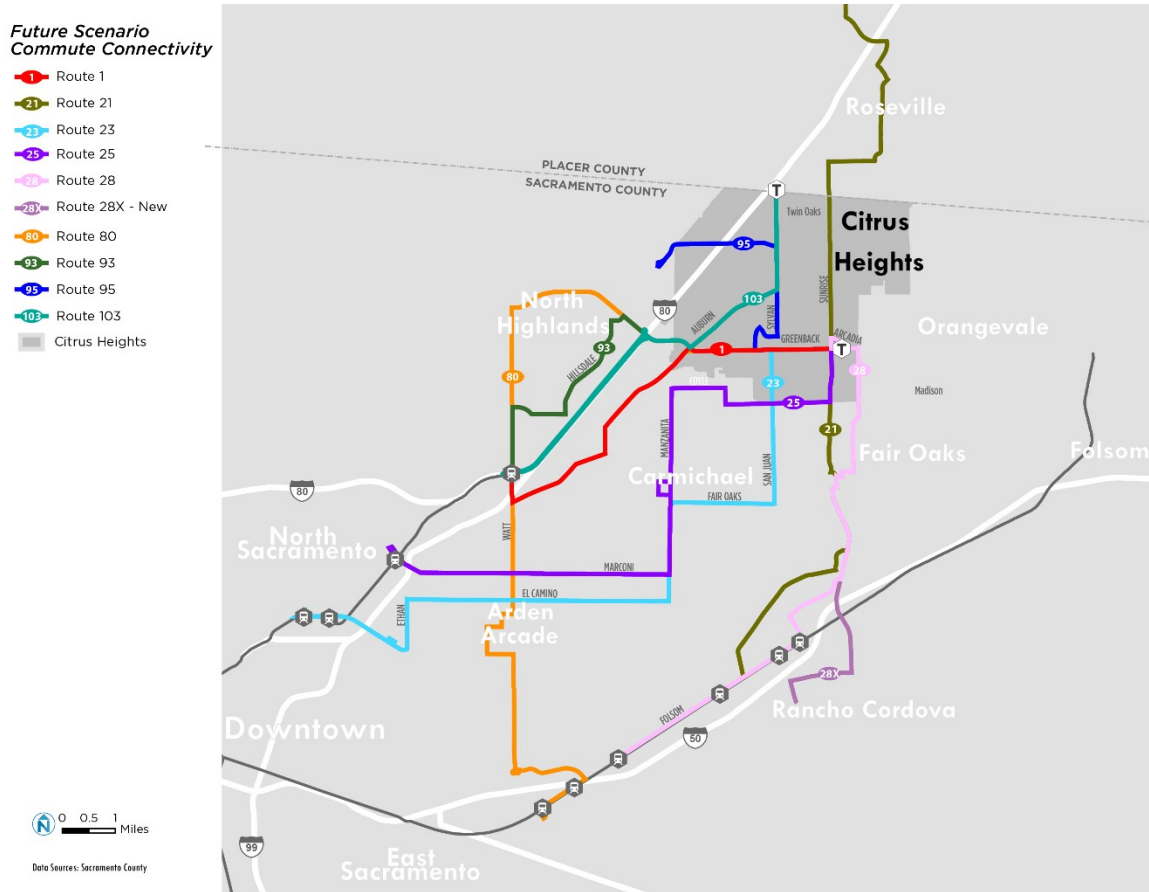 Future Scenario
Commute Connectivity
1 Route 1
21 Route 21
23 Route 23
25 Route 25
28 Route 28
28X Route 28X - New
80 Route 80
93 Route 93
95 Route 95
103 Route 103
Citrus Heights
Roseville
PLACER COUNTY
SACRAMENTO COUNTY
T
Twin Oaks
Citrus
Heights
95
SUNRISE
North
Highlands
80
103
AUBURN
SYLVAN
Orangevale
GREENBACK
ARCADIA
93
HILLSDALE
1
T
80
COYLE
23
28
Madison
25
MANZANITA
21
Fair Oaks
Folsom
Carmichael
SAN JUAN
80
FAIR OAKS
WATT
North
Sacramento
MARCONI
EL CAMINO
ETHAN
Arden
Arcade
28X
Rancho Cordova
FOLSOM
Downtown
50
N
0 0.5 1
Miles
99
East
Sacramento
Data Sources: Sacramento County